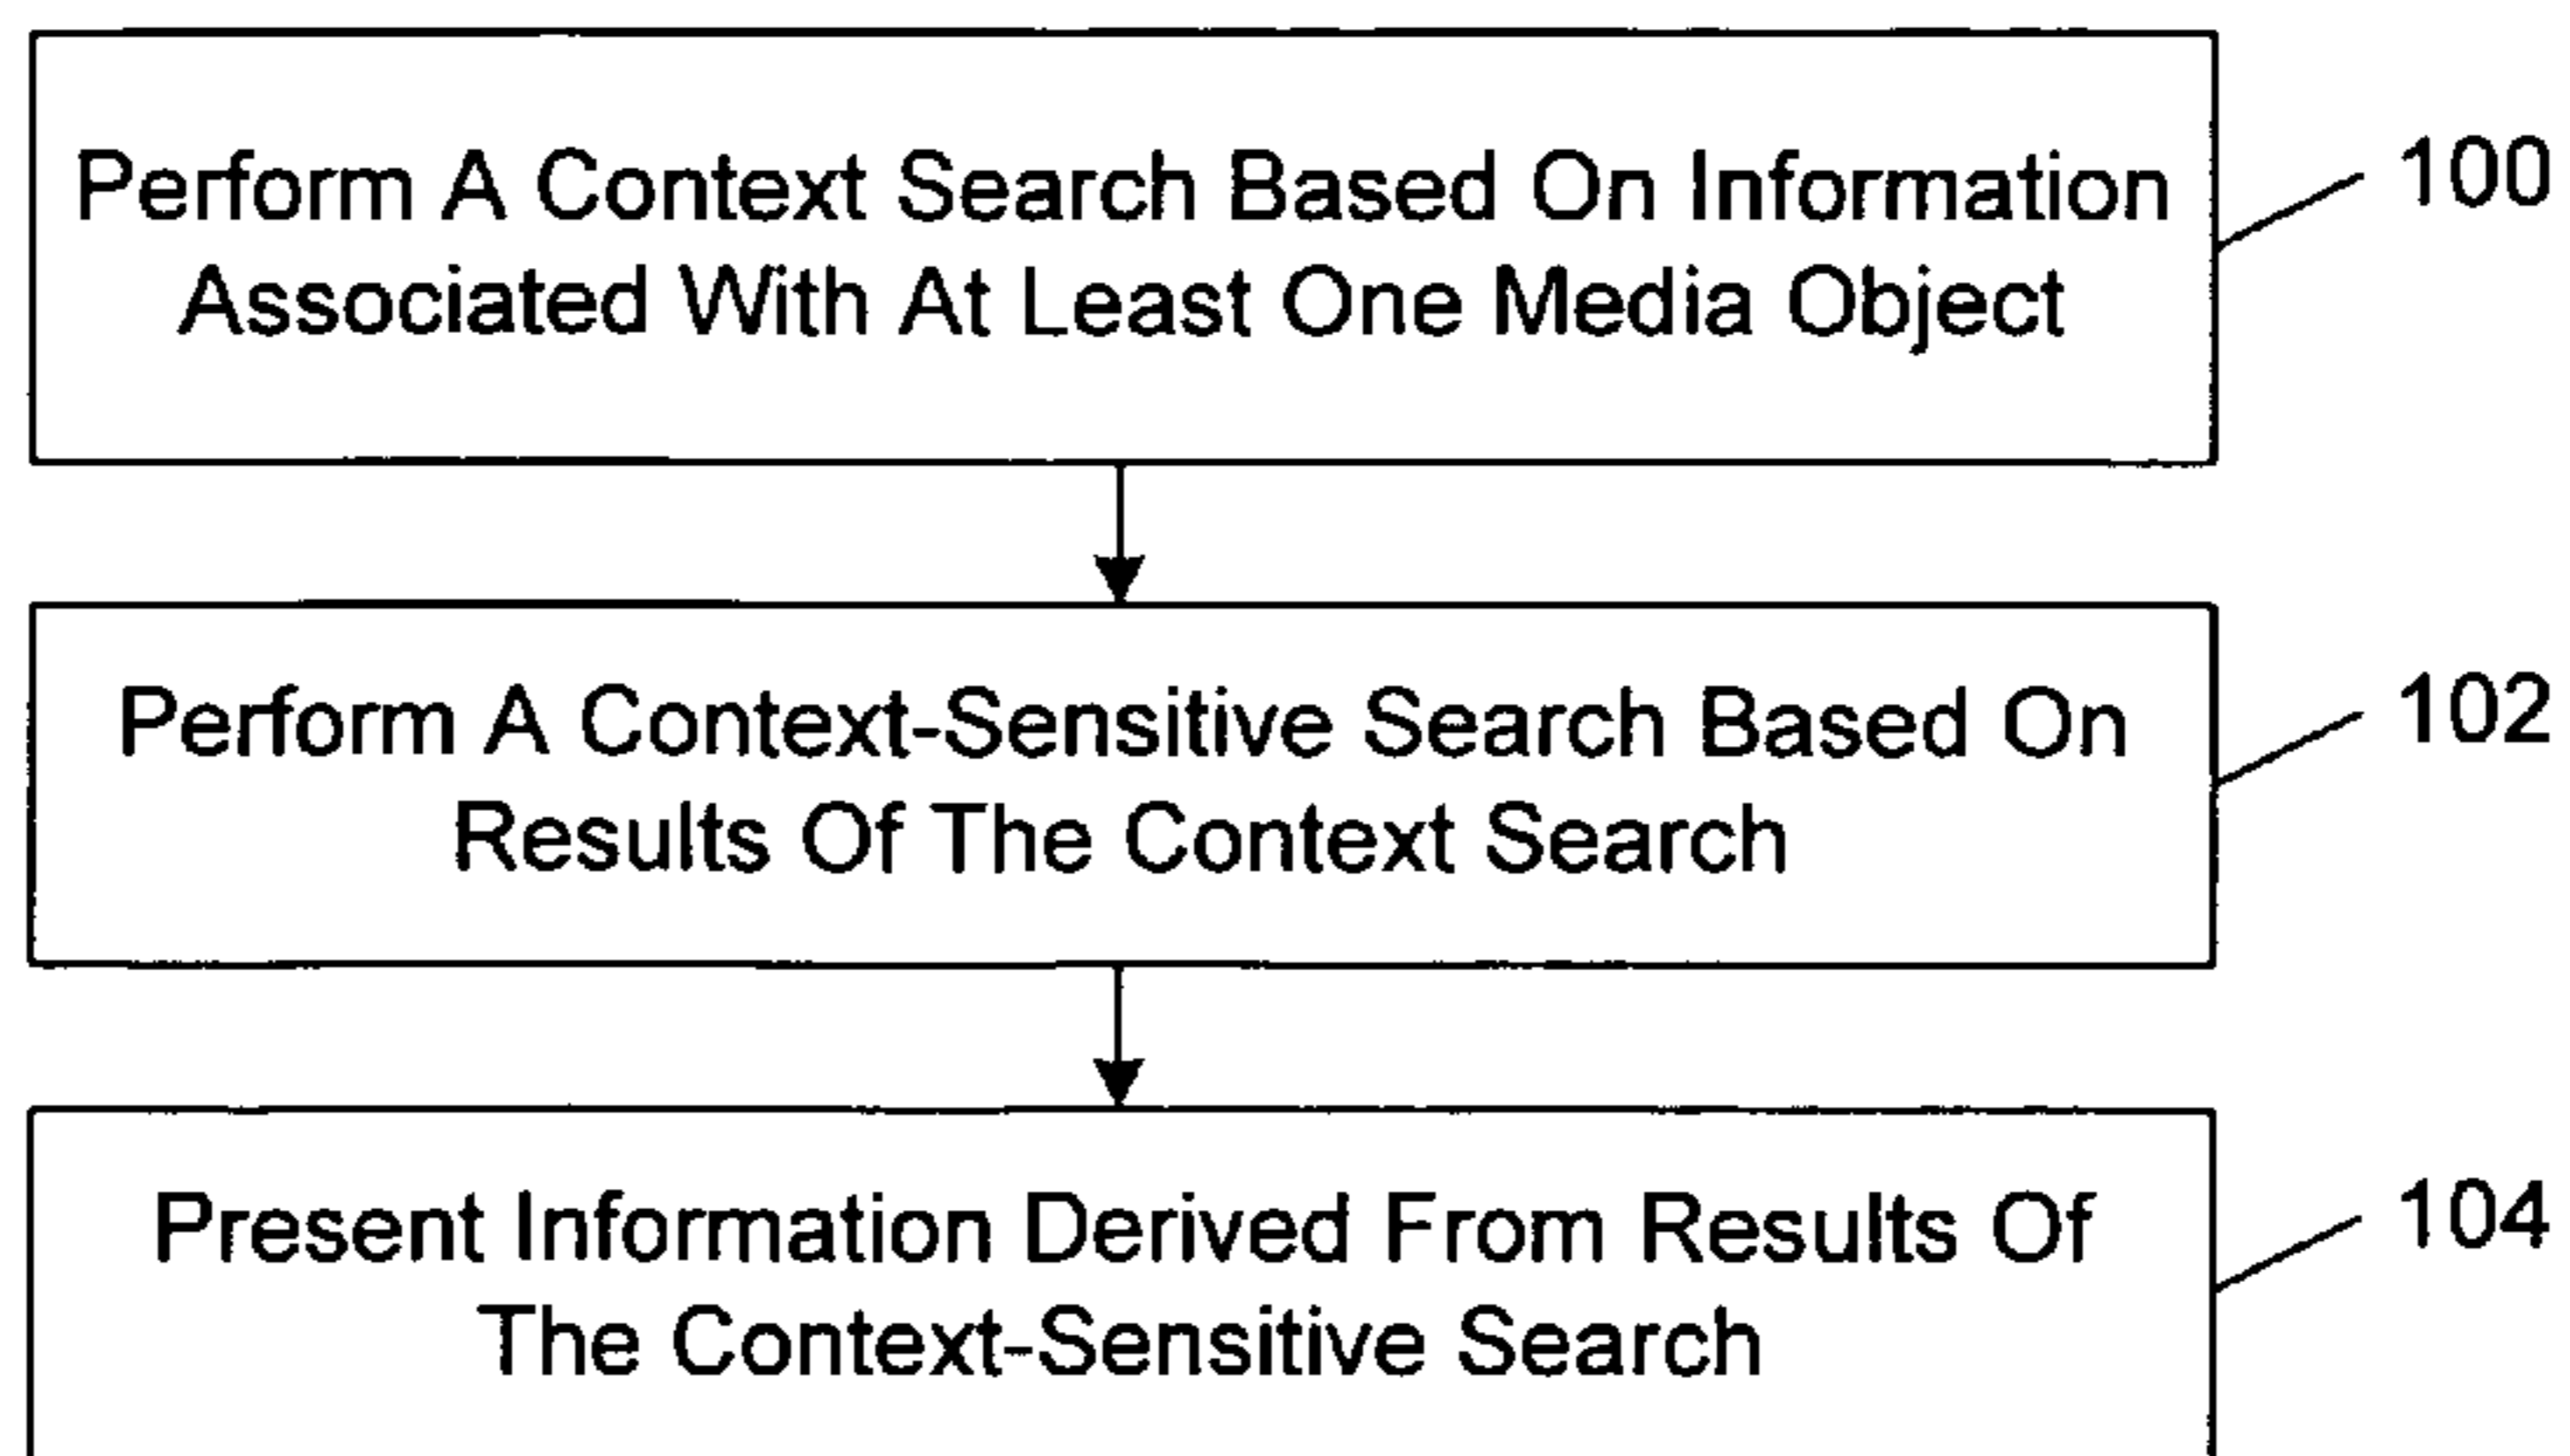 Perform A Context Search Based On Information
Associated With At Least One Media Object
100
Perform A Context-Sensitive Search Based On
Results Of The Context Search
102
Present Information Derived From Results Of
The Context-Sensitive Search
104